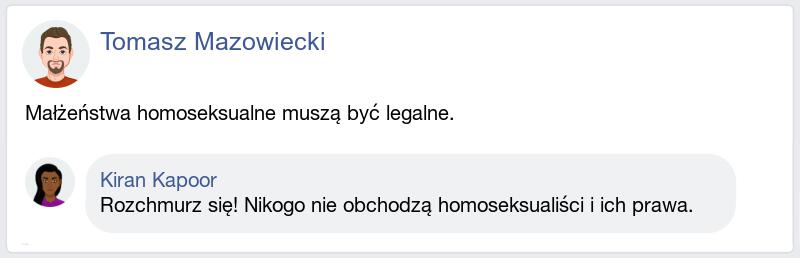 Tomasz Mazowiecki
Małżeństwa homoseksualne muszą być legalne.
Kiran Kapoor
Rozchmurz się! Nikogo nie obchodzą homoseksualiści i ich prawa.